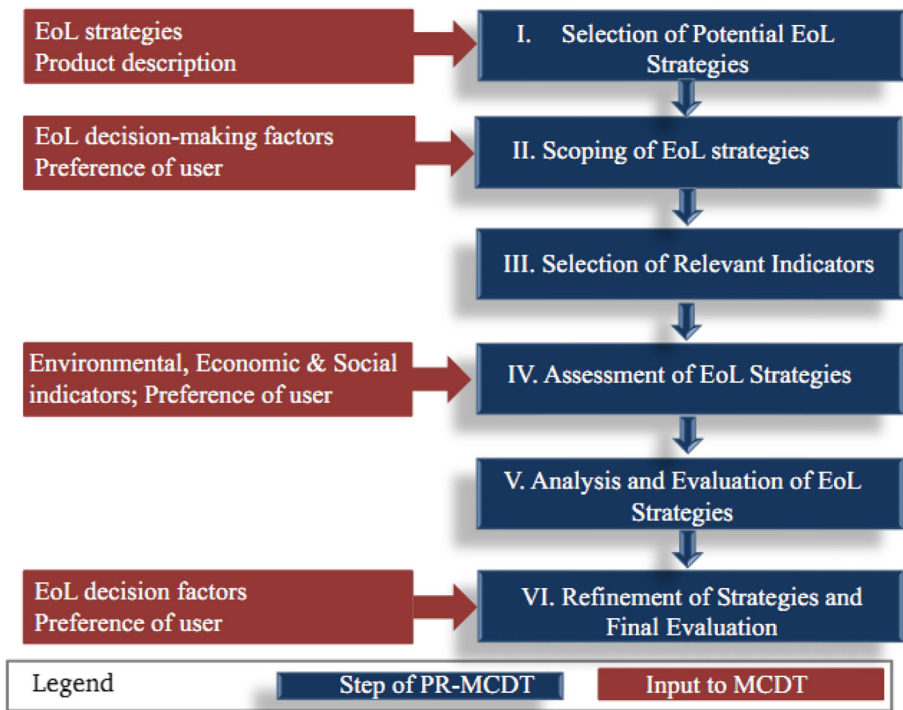 EoL strategies
Product description
I. Selection of Potential EoL
Strategies
EoL decision-making factors
Preference of user
II. Scoping of EoL strategies
III. Selection of Relevant Indicators
Environmental, Economic & Social
indicators; Preference of user
IV. Assessment of EoL Strategies
V. Analysis and Evaluation of EoL
Strategies
EoL decision factors
Preference of user
VI. Refinement of Strategies and
Final Evaluation
Legend
Step of PR-MCDT
Input to MCDT